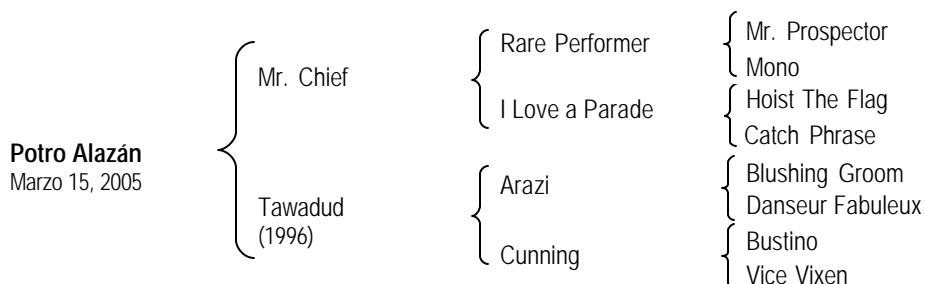 Potro Alazán
Marzo 15, 2005
Mr. Chief
Tawadud
(1996)
Rare Performer
I Love a Parade
Arazi
Cunning
Mr. Prospector
Mono
Hoist The Flag
Catch Phrase
Blushing Groom
Danseur Fabuleux
Bustino
Vice Vixen